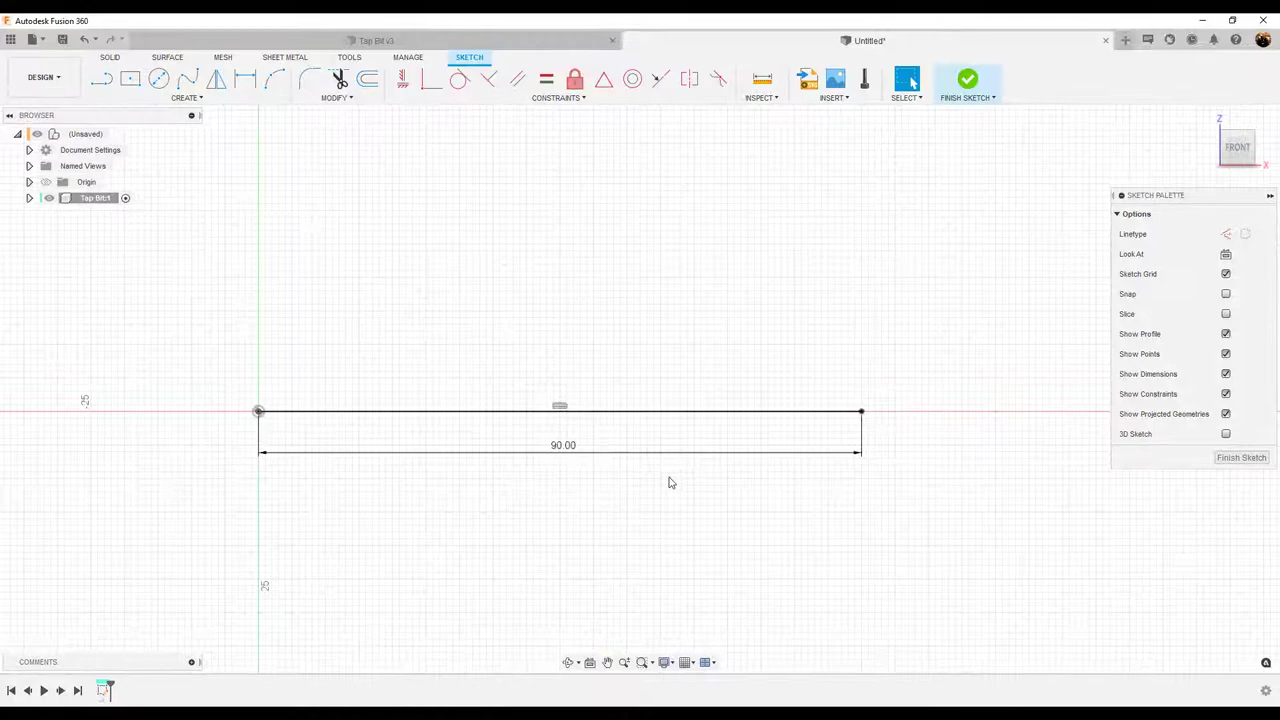 Autodesk Fusion 360
Tap Bit v3
Untitled*
DESIGN
SOLID
SURFACE
MESH
SHEET METAL
TOOLS
MANAGE
SKETCH
CREATE
MODIFY
CONSTRAINTS
INSPECT
INSERT
SELECT
FINISH SKETCH
BROWSER
(Unsaved)
Document Settings
Named Views
Origin
Tap Bit:1
Z
FRONT
X
SKETCH PALETTE
Options
Linetype
Look At
Sketch Grid
Snap
Slice
Show Profile
Show Points
Show Dimensions
Show Constraints
Show Projected Geometries
3D Sketch
Finish Sketch
-25
90.00
25
COMMENTS